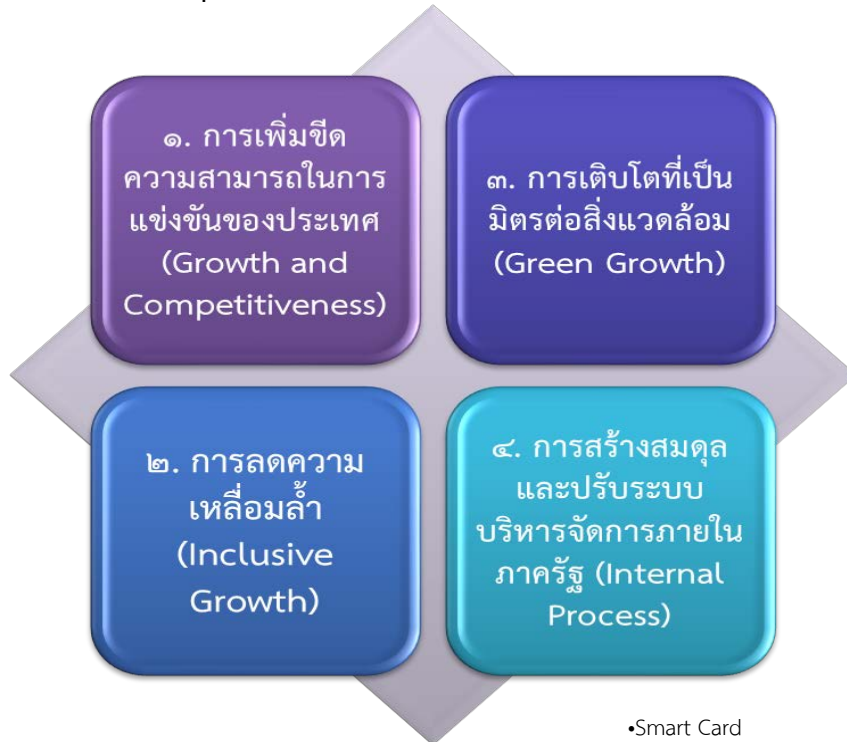 ๑. การเพิ่มขีด
ความสามารถในการ
แข่งขันของประเทศ
(Growth and
Competitiveness)
๒. การลดความ
เหลื่อมล้ำ
(Inclusive
Growth)
๓. การเติบโตที่เป็น
มิตรต่อสิ่งแวดล้อม
(Green Growth)
๔. การสร้างสมดุล
และปรับระบบ
บริหารจัดการภายใน
ภาครัฐ (Internal
Process)
•Smart Card